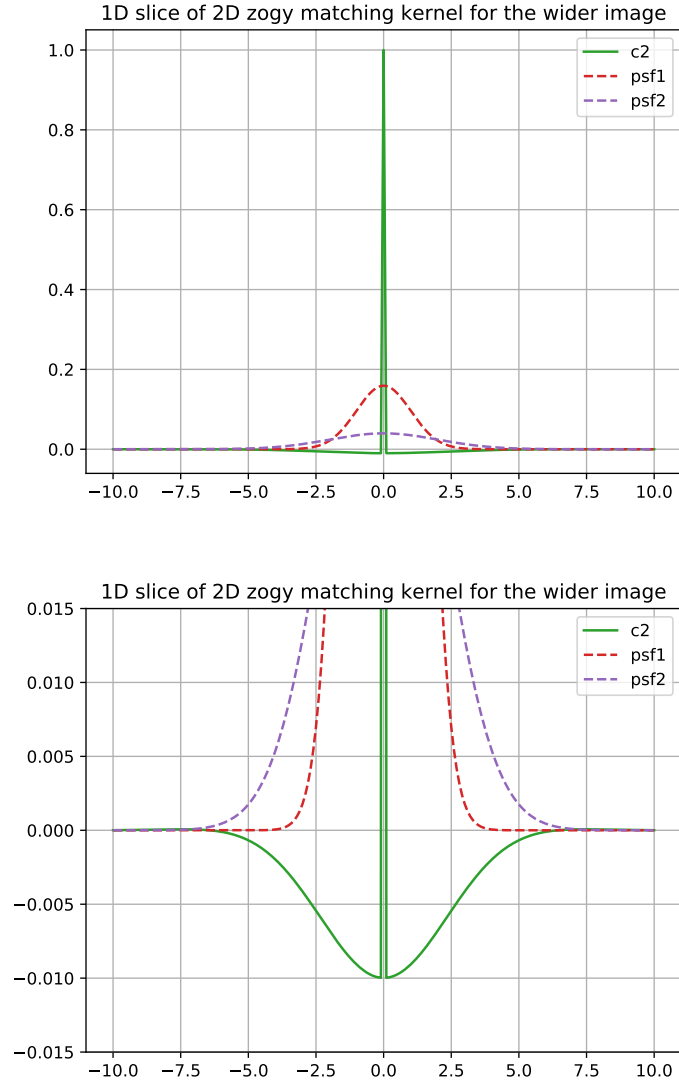 1D slice of 2D zogy matching kernel for the wider image
c2
psf1
psf2
1.0
0.8
0.6
0.4
0.2
0.0
−10.0 −7.5 −5.0 −2.5 0.0 2.5 5.0 7.5 10.0
1D slice of 2D zogy matching kernel for the wider image
c2
psf1
psf2
0.015
0.010
0.005
0.000
−0.005
−0.010
−0.015
−10.0 −7.5 −5.0 −2.5 0.0 2.5 5.0 7.5 10.0